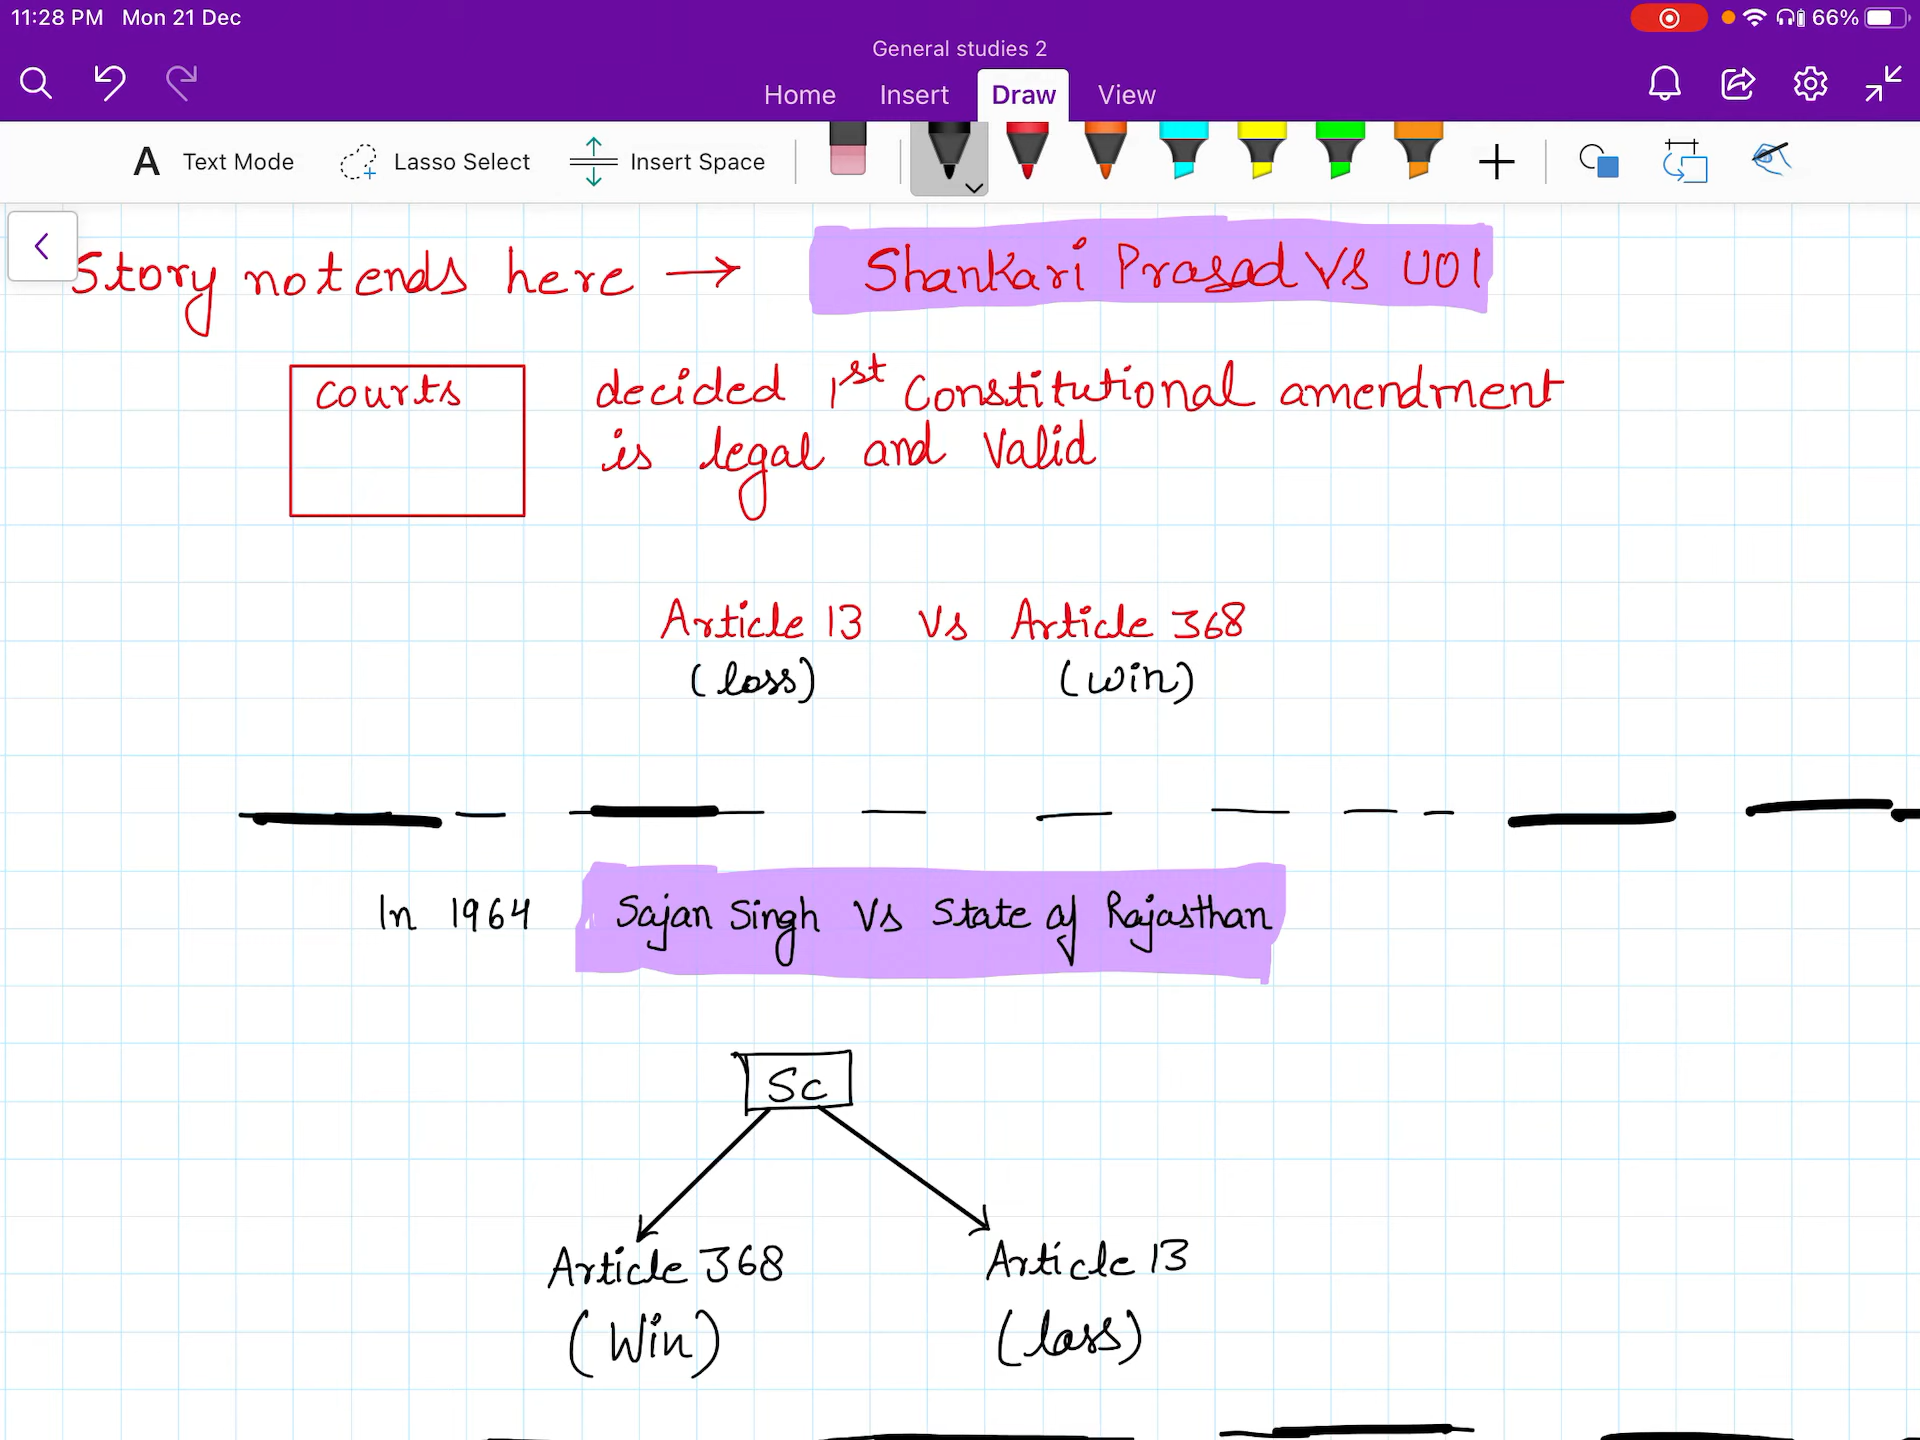 11:28 PM Mon 21 Dec
66%
General studies 2
Home Insert Draw View
A Text Mode Lasso Select Insert Space
Story not ends here → Shankari Prasad Vs UOI
courts
decided 1st Constitutional amendment
is legal and Valid
Article 13 Vs Article 368
(loss) (win)
In 1964 Sajan Singh Vs State of Rajasthan
SC
Article 368 Article 13
(Win) (loss)